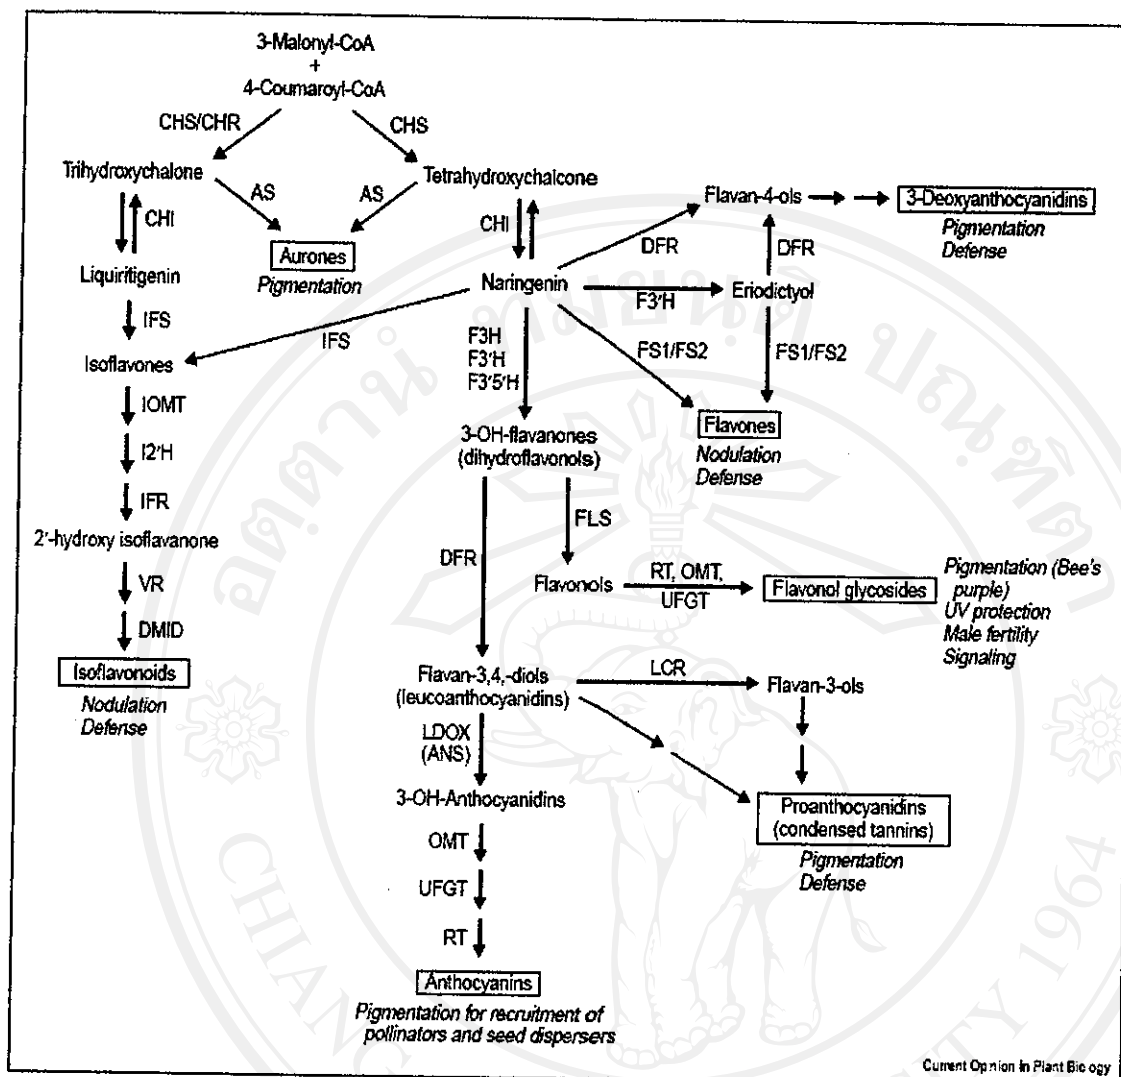 3-Malonyl-CoA
+
4-Coumaroyl-CoA
CHS/CHR
CHS
Trihydroxychalone
Tetrahydroxychalcone
AS
AS
CHI
CHI
Aurones
Pigmentation
Flavan-4-ols
3-Deoxyanthocyanidins
Pigmentation
Defense
DFR
DFR
Liquiritigenin
Naringenin
F3'H
Eriodictyol
IFS
IFS
F3H
F3'H
F3'5'H
FS1/FS2
FS1/FS2
Isoflavones
Flavones
Nodulation
Defense
IOMT
I2'H
IFR
3-OH-flavanones
(dihydroflavonols)
2'-hydroxy isoflavanone
DFR
FLS
VR
DMID
Flavonols
RT, OMT,
UFGT
Flavonol glycosides
Pigmentation (Bee's
purple)
UV protection
Male fertility
Signaling
Isoflavonoids
Nodulation
Defense
Flavan-3,4,-diols
(leucoanthocyanidins)
LCR
Flavan-3-ols
LDOX
(ANS)
3-OH-Anthocyanidins
Proanthocyanidins
(condensed tannins)
Pigmentation
Defense
OMT
UFGT
RT
Anthocyanins
Pigmentation for recruitment of
pollinators and seed dispersers
Current Opinion in Plant Biology
CHIANG
1964